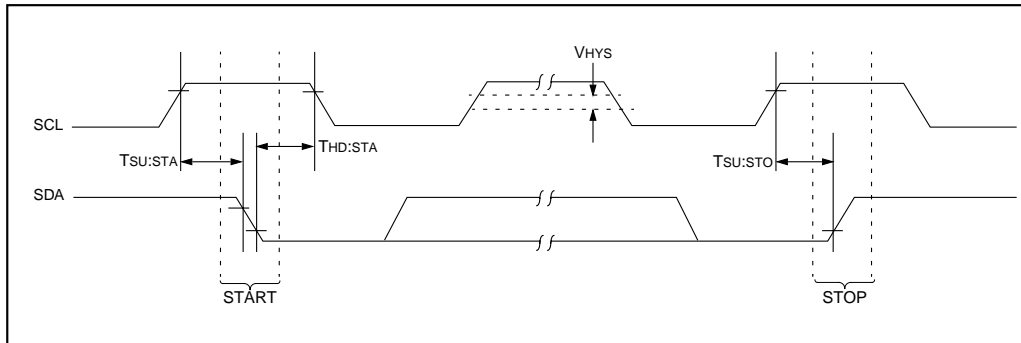 VHYS
SCL
TSU:STA
THD:STA
TSU:STO
SDA
START
STOP